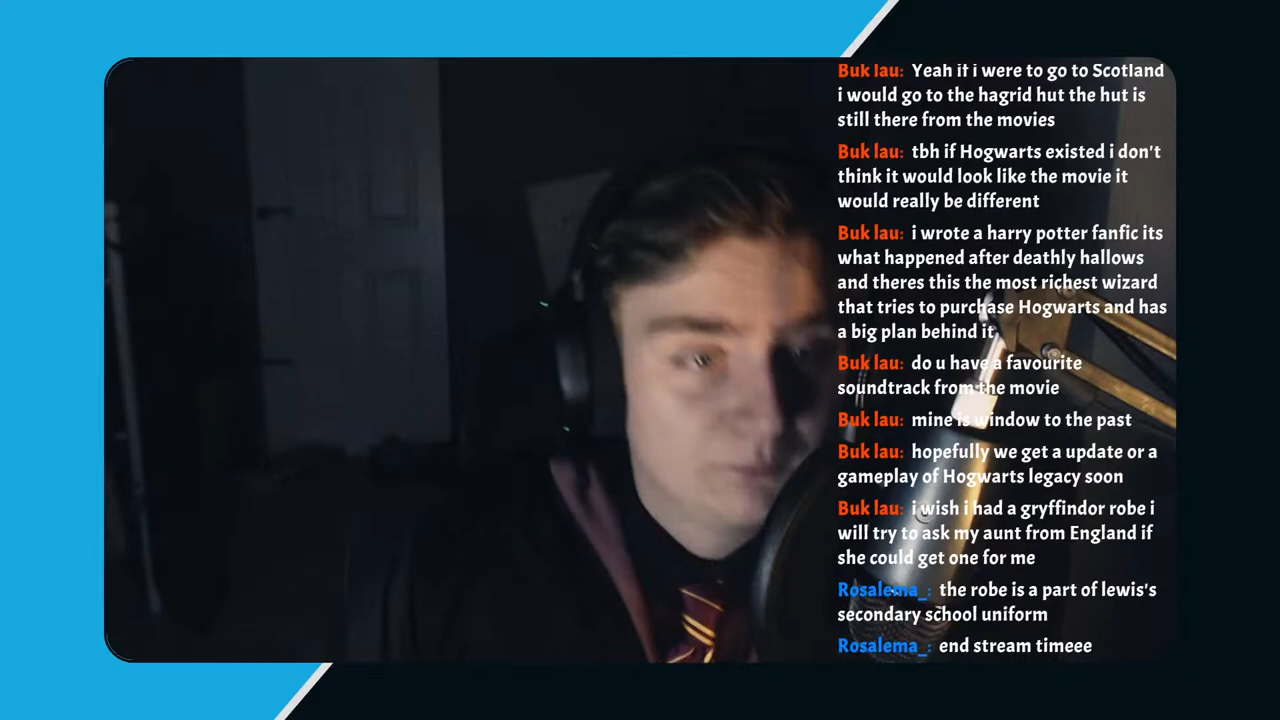 Buk lau: Yeah if i were to go to Scotland
i would go to the hagrid hut the hut is
still there from the movies
Buk lau: tbh if Hogwarts existed i don't
think it would look like the movie it
would really be different
Buk lau: i wrote a harry potter fanfic its
what happened after deathly hallows
and theres this the most richest wizard
that tries to purchase Hogwarts and has
a big plan behind it,
Buk lau: do u have a favourite
soundtrack from the movie
Buk lau: mine is window to the past
Buk lau: hopefully we get a update or a
gameplay of Hogwarts legacy soon
Buk lau: i wish i had a gryffindor robe i
will try to ask my aunt from England if
she could get one for me
Rosalema_: the robe is a part of lewis's
secondary school uniform
Rosalema_: end stream timeee